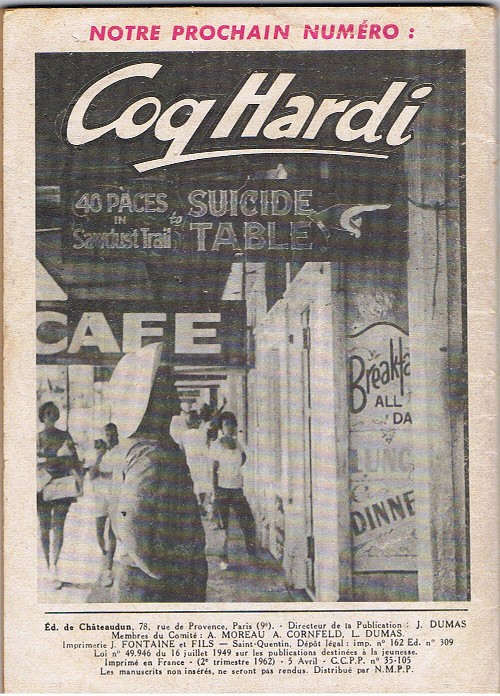 NOTRE PROCHAIN NUMÉRO :
Coq Hardi
40 PACES
IN
Sawdust Trail
to
SUICIDE
TABLE
CAFE
Breakfa
ALL
DA
LUNC
DINNE
Éd. de Châteaudun, 78, rue de Provence, Paris (9e). - Directeur de la Publication : J. DUMAS
Membres du Comité : A. MOREAU A. CORNFELD, L. DUMAS.
Imprimerie J. FONTAINE et FILS — Saint-Quentin, Dépôt légal : imp. n° 162 Ed. n° 309
Loi n° 49.946 du 16 juillet 1949 sur les publications destinées à la jeunesse.
Imprimé en France - (2e trimestre 1962) - 5 Avril - C.C.P.P. n° 35-105
Les manuscrits non insérés, ne seront pas rendus. Distribué par N.M.P.P.